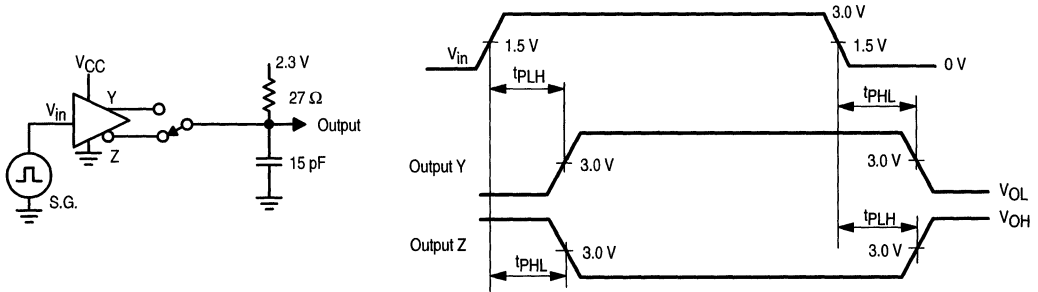 VCC
Y
Vin
Z
S.G.
2.3 V
27 Ω
Output
15 pF
Vin
1.5 V
3.0 V
1.5 V
0 V
tPLH
tPHL
Output Y
3.0 V
3.0 V
VOL
tPLH
VOH
Output Z
3.0 V
3.0 V
tPHL